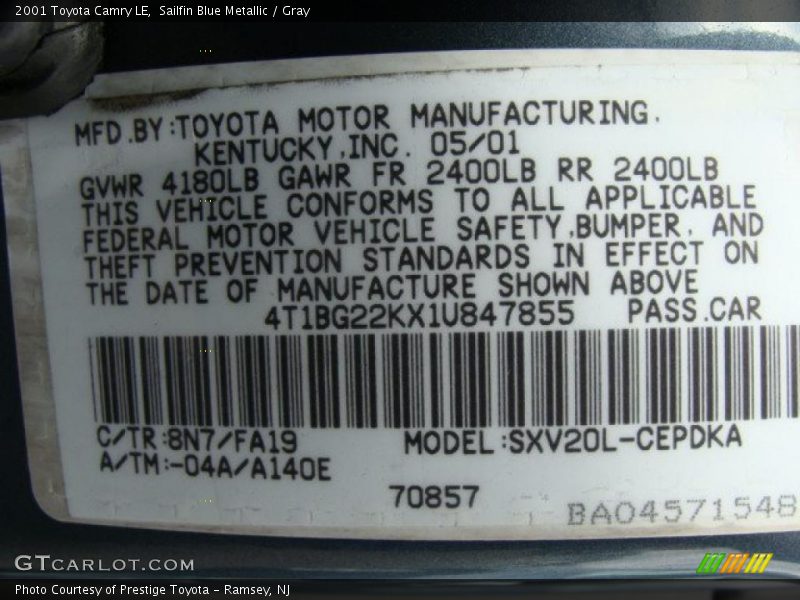 2001 Toyota Camry LE,  Sailfin Blue Metallic / Gray
MFD.BY:TOYOTA MOTOR MANUFACTURING.
KENTUCKY,INC. 05/01
GVWR 4180LB GAWR FR 2400LB RR 2400LB
THIS VEHICLE CONFORMS TO ALL APPLICABLE
FEDERAL MOTOR VEHICLE SAFETY,BUMPER, AND
THEFT PREVENTION STANDARDS IN EFFECT ON
THE DATE OF MANUFACTURE SHOWN ABOVE
4T1BG22KX1U847855 PASS.CAR
C/TR:8N7/FA19 MODEL:SXV20L-CEPDKA
A/TM:-04A/A140E
70857
BA04571548
GTCARLOT.COM
Photo Courtesy of Prestige Toyota - Ramsey, NJ